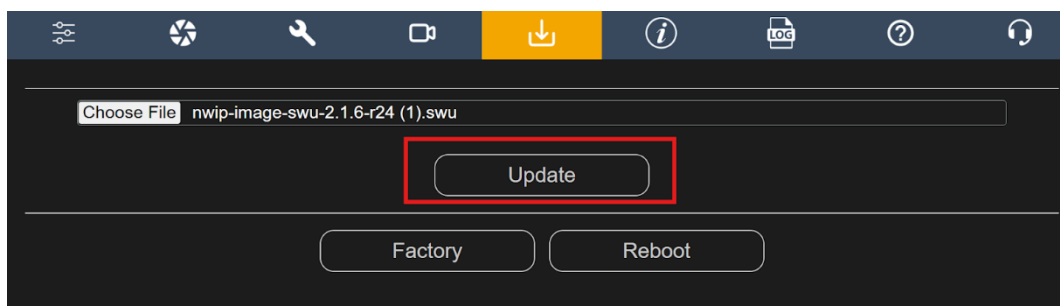 LOG
Choose File nwip-image-swu-2.1.6-r24 (1).swu
Update
Factory Reboot